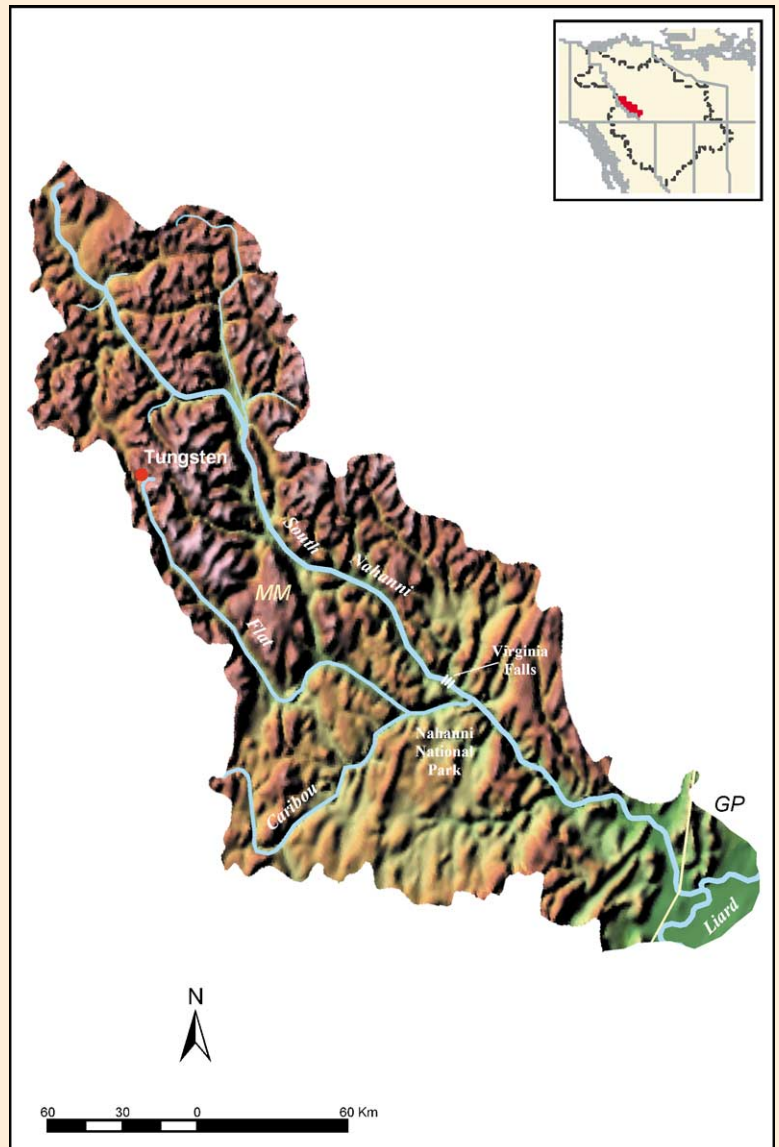 Tungsten
South
Nahanni
MM
Flat
Virginia
Falls
Nahanni
National
Park
Caribou
GP
Liard
N
60 30 0 60 Km